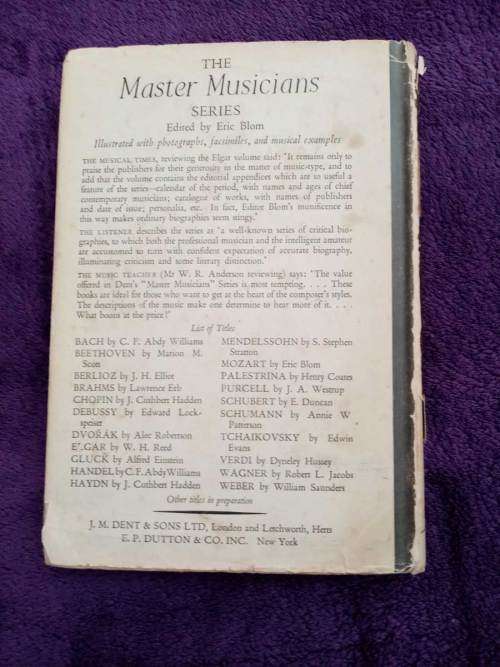 THE
Master Musicians
SERIES
Edited by Eric Blom
Illustrated with photographs, facsimiles, and musical examples
THE MUSICAL TIMES, reviewing the Elgar volume said: 'It remains only to
praise the publishers for their generosity in the matter of music-type, and to
add that the volume contains the editorial appendices which are so useful a
feature of the series—calendar of the period, with names and ages of chief
contemporary musicians; catalogue of works, with names of publishers
and date of issue; personalia, etc. In fact, Editor Blom's munificence in
this way makes ordinary biographies seem stingy.'
THE LISTENER describes the series as 'a well-known series of critical bio-
graphies, to which both the professional musician and the intelligent amateur
are accustomed to turn with confident expectation of accurate biography,
illuminating criticism and some literary distinction.'
THE MUSIC TEACHER (Mr W. R. Anderson reviewing) says: 'The value
offered in Dent's "Master Musicians" Series is most tempting. . . . These
books are ideal for those who want to get at the heart of the composer's styles.
The descriptions of the music make one determine to hear more of it. . . .
What boons at the price!'
List of Titles
BACH by C. F. Abdy Williams
BEETHOVEN by Marion M.
Scott
BERLIOZ by J. H. Elliot
BRAHMS by Lawrence Erb
CHOPIN by J. Cuthbert Hadden
DEBUSSY by Edward Lock-
speiser
DVOŘÁK by Alec Robertson
ELGAR by W. H. Reed
GLUCK by Alfred Einstein
HANDEL by C. F. Abdy Williams
HAYDN by J. Cuthbert Hadden
MENDELSSOHN by S. Stephen
Stratton
MOZART by Eric Blom
PALESTRINA by Henry Coates
PURCELL by J. A. Westrup
SCHUBERT by E. Duncan
SCHUMANN by Annie W
Patterson
TCHAIKOVSKY by Edwin
Evans
VERDI by Dyneley Hussey
WAGNER by Robert L. Jacobs
WEBER by William Saunders
Other titles in preparation
J. M. DENT & SONS LTD, London and Letchworth, Herts
E. P. DUTTON & CO. INC. New York